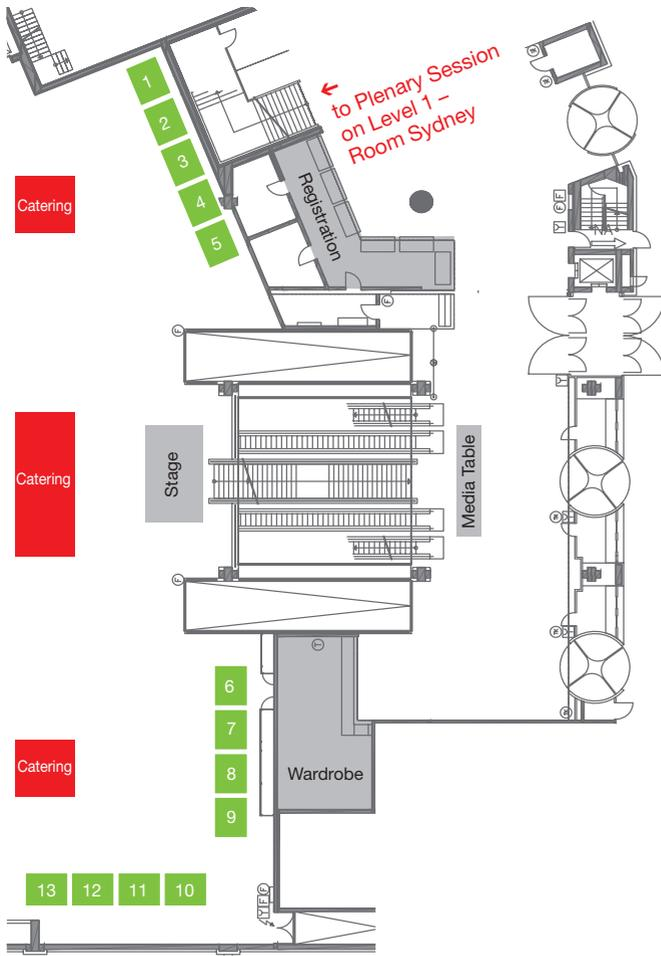 1
2
3
4
5
← to Plenary Session
on Level 1 –
Room Sydney
Catering
Registration
F
F
Y
NA
F
F
Y
Catering
Stage
Media Table
F
T
6
7
8
9
Wardrobe
Catering
13
12
11
10
Y
F
F